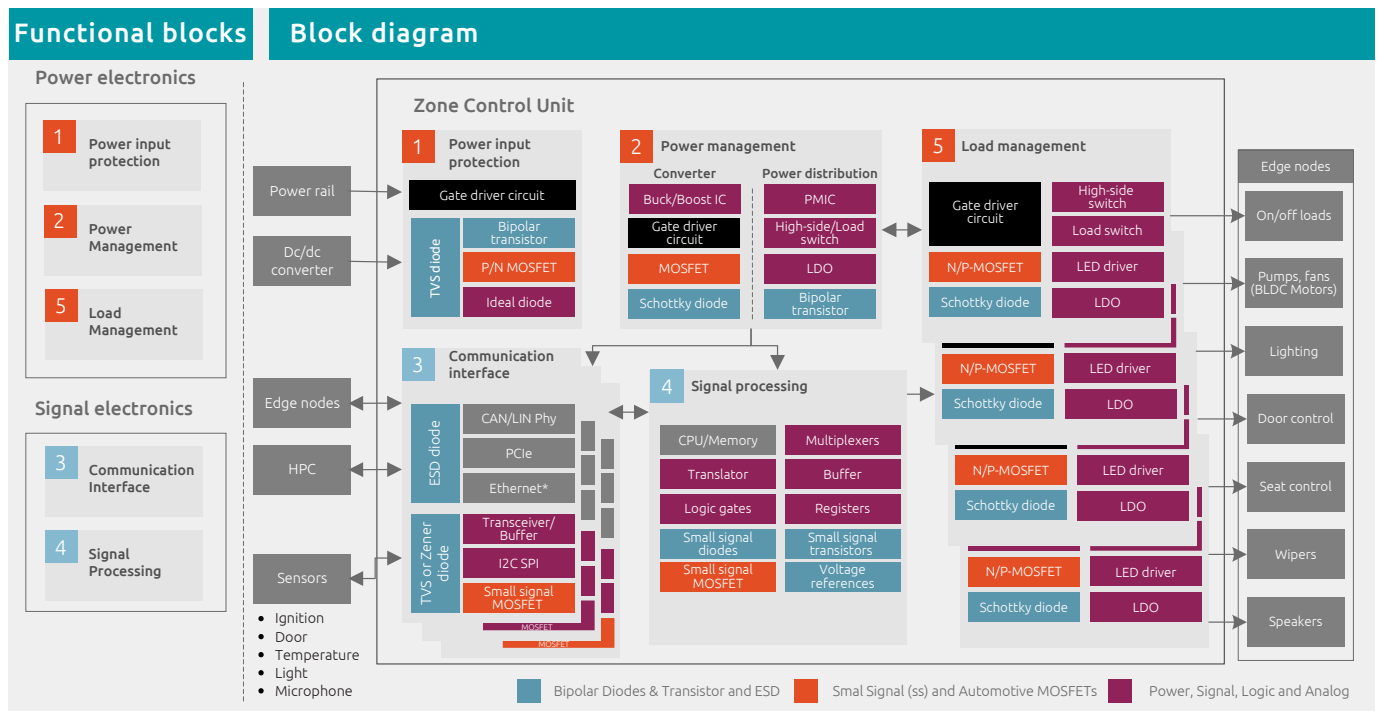 Functional blocks
Block diagram
Power electronics
1
Power input
protection
2
Power
Management
5
Load
Management
Signal electronics
3
Communication
Interface
4
Signal
Processing
Power rail
Dc/dc
converter
Edge nodes
HPC
Sensors
• Ignition
• Door
• Temperature
• Light
• Microphone
Zone Control Unit
1
Power input
protection
Gate driver circuit
TVS diode
Bipolar
transistor
P/N MOSFET
Ideal diode
2
Power management
Converter
Buck/Boost IC
Gate driver
circuit
MOSFET
Schottky diode
Power distribution
PMIC
High-side/Load
switch
LDO
Bipolar
transistor
5
Load management
Gate driver
circuit
High-side
switch
Load switch
N/P-MOSFET
LED driver
Schottky diode
LDO
N/P-MOSFET
LED driver
Schottky diode
LDO
N/P-MOSFET
LED driver
Schottky diode
LDO
N/P-MOSFET
LED driver
Schottky diode
LDO
3
Communication
interface
ESD diode
CAN/LIN Phy
PCIe
Ethernet*
TVS or Zener
diode
Transceiver/
Buffer
I2C SPI
Small signal
MOSFET
MOSFET
MOSFET
4
Signal processing
CPU/Memory
Multiplexers
Translator
Buffer
Logic gates
Registers
Small signal
diodes
Small signal
transistors
Small signal
MOSFET
Voltage
references
Edge nodes
On/off loads
Pumps, fans
(BLDC Motors)
Lighting
Door control
Seat control
Wipers
Speakers
Bipolar Diodes & Transistor and ESD
Smal Signal (ss) and Automotive MOSFETs
Power, Signal, Logic and Analog